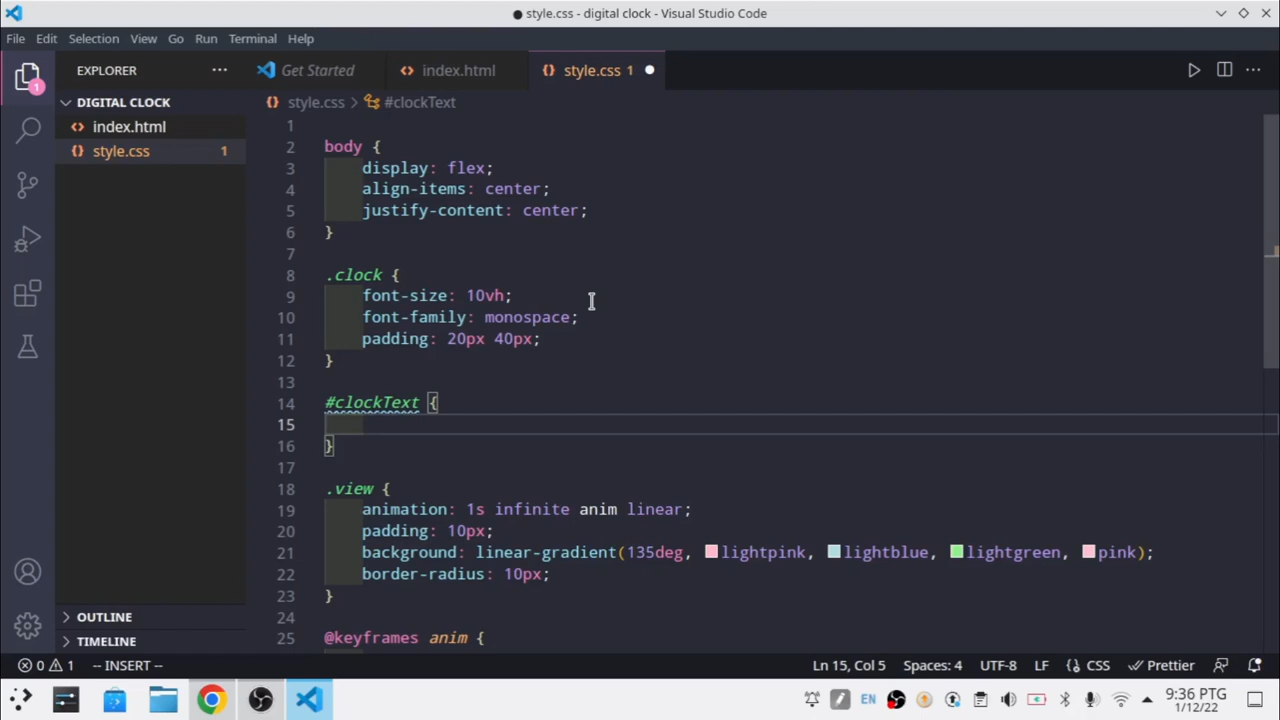 style.css - digital clock - Visual Studio Code
File Edit Selection View Go Run Terminal Help
EXPLORER
Get Started
index.html
style.css 1
DIGITAL CLOCK
index.html
style.css 1
style.css > #clockText
1
2 body {
3 display: flex;
4 align-items: center;
5 justify-content: center;
6 }
7
8 .clock {
9 font-size: 10vh;
10 font-family: monospace;
11 padding: 20px 40px;
12 }
13
14 #clockText {
15
16 }
17
18 .view {
19 animation: 1s infinite anim linear;
20 padding: 10px;
21 background: linear-gradient(135deg, lightpink, lightblue, lightgreen, pink);
22 border-radius: 10px;
23 }
24
25 @keyframes anim {
1
OUTLINE
TIMELINE
0 1 -- INSERT -- Ln 15, Col 5 Spaces: 4 UTF-8 LF CSS Prettier
EN 9:36 PTG
1/12/22